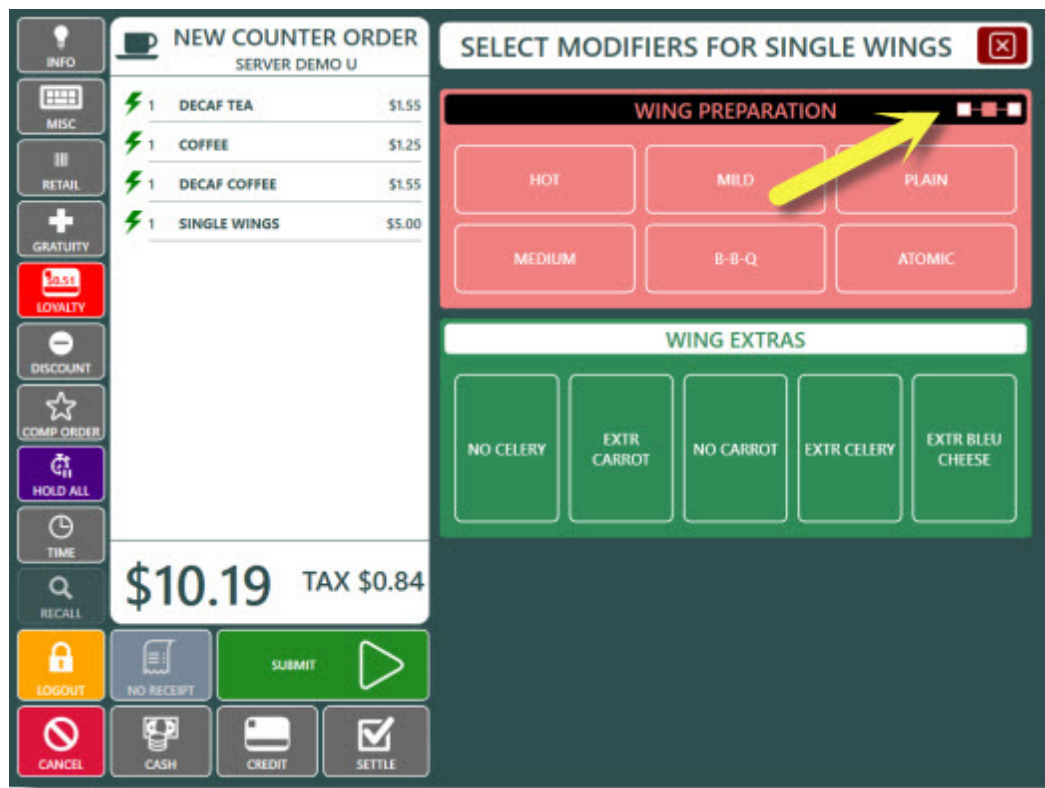 INFO
MISC
RETAIL
GRATUITY
$0.51
LOYALTY
DISCOUNT
COMP ORDER
HOLD ALL
TIME
RECALL
LOGOUT
CANCEL
NEW COUNTER ORDER
SERVER DEMO U
1 DECAF TEA $1.55
1 COFFEE $1.25
1 DECAF COFFEE $1.55
1 SINGLE WINGS $5.00
$10.19 TAX $0.84
NO RECEIPT
SUBMIT
CASH
CREDIT
SETTLE
SELECT MODIFIERS FOR SINGLE WINGS
WING PREPARATION
HOT
MILD
PLAIN
MEDIUM
B-B-Q
ATOMIC
WING EXTRAS
NO CELERY
EXTR
CARROT
NO CARROT
EXTR CELERY
EXTR BLEU
CHEESE